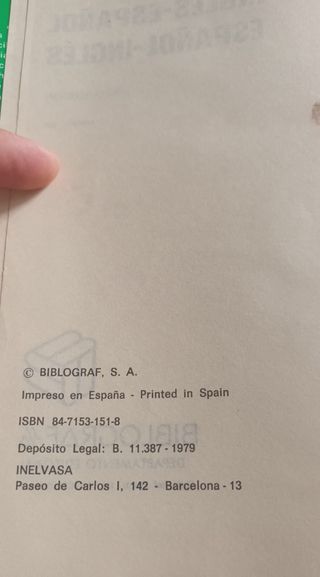 © BIBLOGRAF, S. A.
Impreso en España - Printed in Spain
ISBN 84-7153-151-8
Depósito Legal: B. 11.387 - 1979
INELVASA
Paseo de Carlos I, 142 - Barcelona - 13